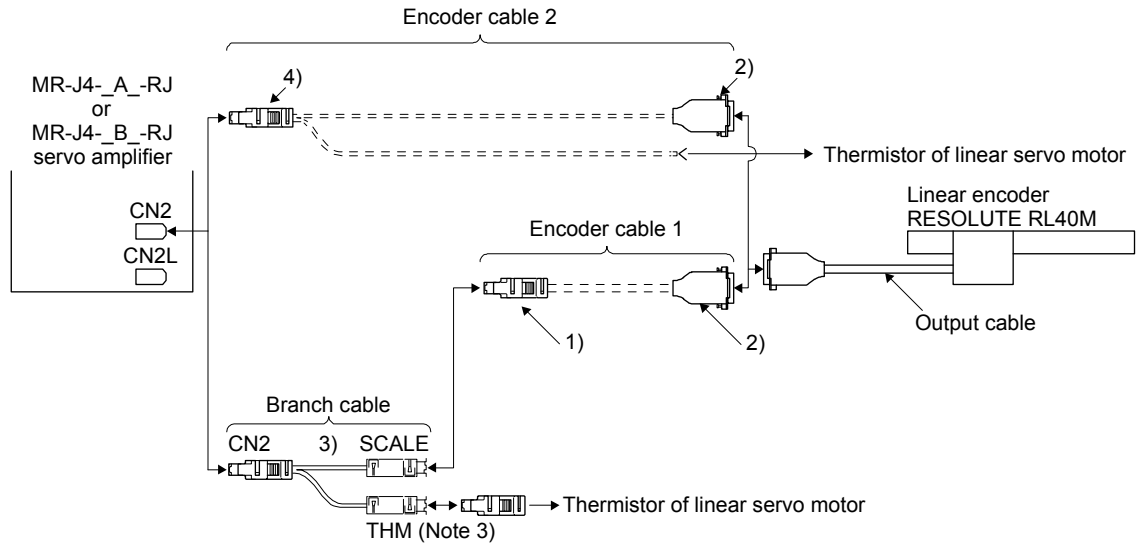 Encoder cable 2
MR-J4-_A_-RJ
or
MR-J4-_B_-RJ
servo amplifier
4)
2)
Thermistor of linear servo motor
CN2
CN2L
Linear encoder
RESOLUTE RL40M
Encoder cable 1
1)
2)
Output cable
Branch cable
CN2
3)
SCALE
THM (Note 3)
Thermistor of linear servo motor